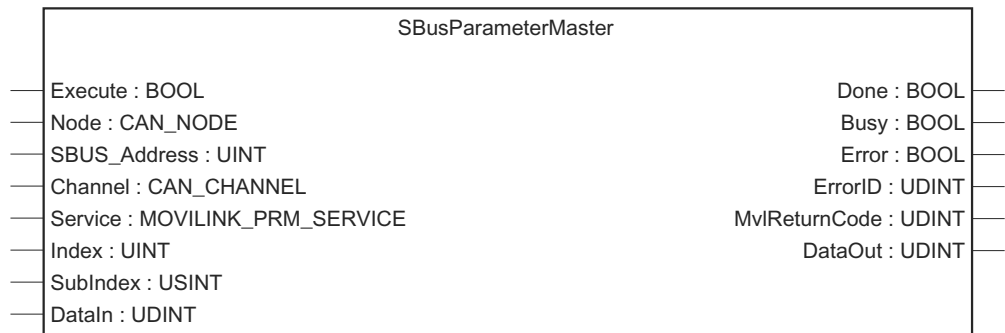 SBusParameterMaster
Execute : BOOL
Done : BOOL
Node : CAN_NODE
Busy : BOOL
SBUS_Address : UINT
Error : BOOL
Channel : CAN_CHANNEL
ErrorID : UDINT
Service : MOVILINK_PRM_SERVICE
MvlReturnCode : UDINT
Index : UINT
DataOut : UDINT
SubIndex : USINT
DataIn : UDINT